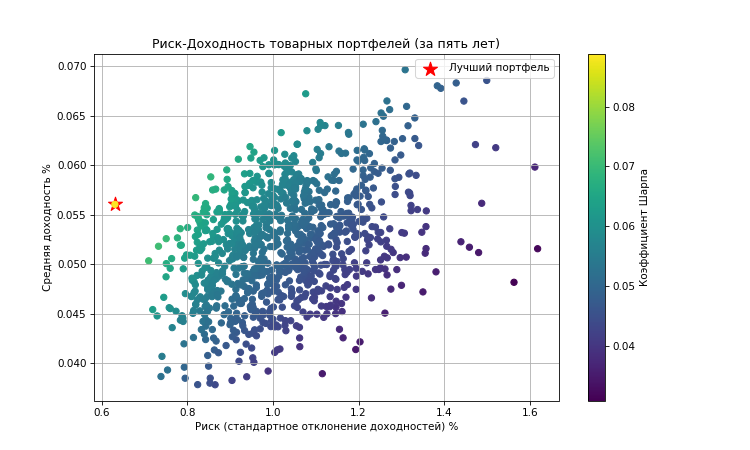 Риск-Доходность товарных портфелей (за пять лет)
Лучший портфель
Средняя доходность %
0.070
0.065
0.060
0.055
0.050
0.045
0.040
0.6 0.8 1.0 1.2 1.4 1.6
Риск (стандартное отклонение доходностей) %
0.08
0.07
0.06
0.05
0.04
Коэффициент Шарпа